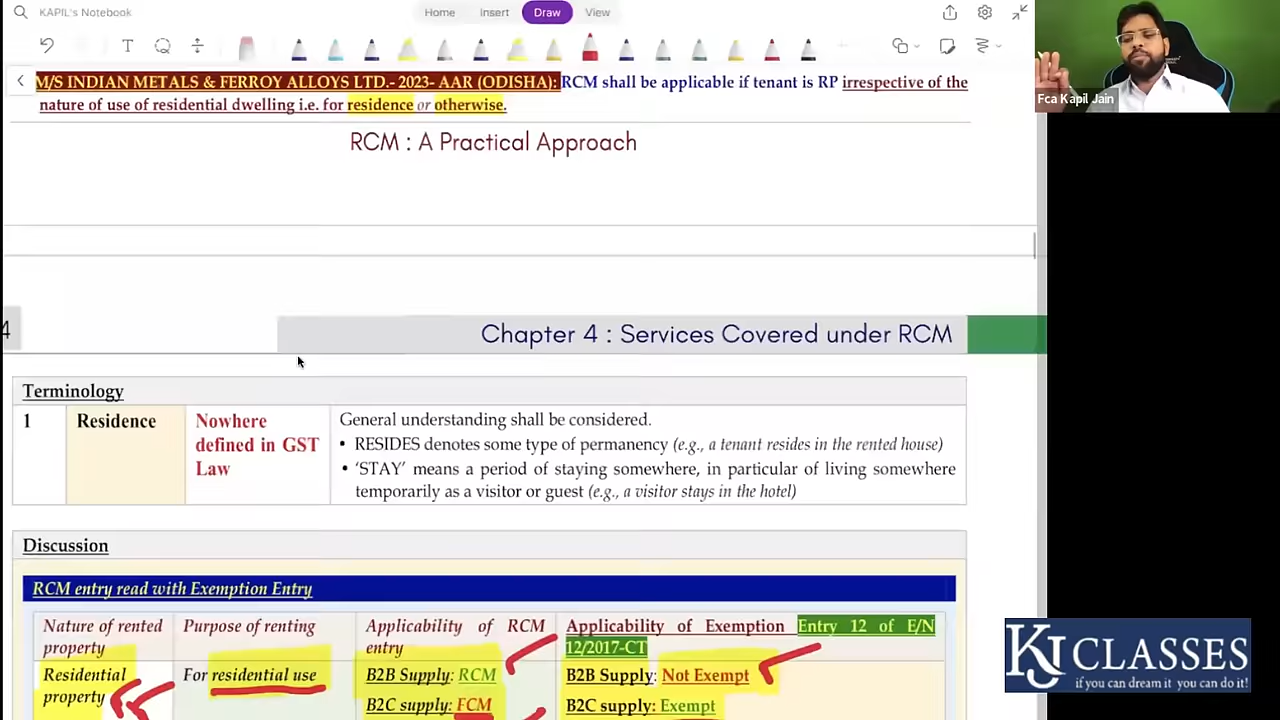 KAPIL's Notebook
Home Insert Draw View
M/S INDIAN METALS & FERROY ALLOYS LTD.- 2023- AAR (ODISHA): RCM shall be applicable if tenant is RP irrespective of the
nature of use of residential dwelling i.e. for residence or otherwise.
Fca Kapil Jain
RCM : A Practical Approach
4
Chapter 4 : Services Covered under RCM
Terminology
1 Residence Nowhere defined in GST Law
General understanding shall be considered.
• RESIDES denotes some type of permanency (e.g., a tenant resides in the rented house)
• 'STAY' means a period of staying somewhere, in particular of living somewhere
temporarily as a visitor or guest (e.g., a visitor stays in the hotel)
Discussion
RCM entry read with Exemption Entry
Nature of rented property
Purpose of renting
Applicability of RCM entry
Applicability of Exemption Entry 12 of E/N
12/2017-CT
Residential property
For residential use
B2B Supply: RCM
B2C supply: FCM
B2B Supply: Not Exempt
B2C supply: Exempt
KJ CLASSES
if you can dream it you can do it!